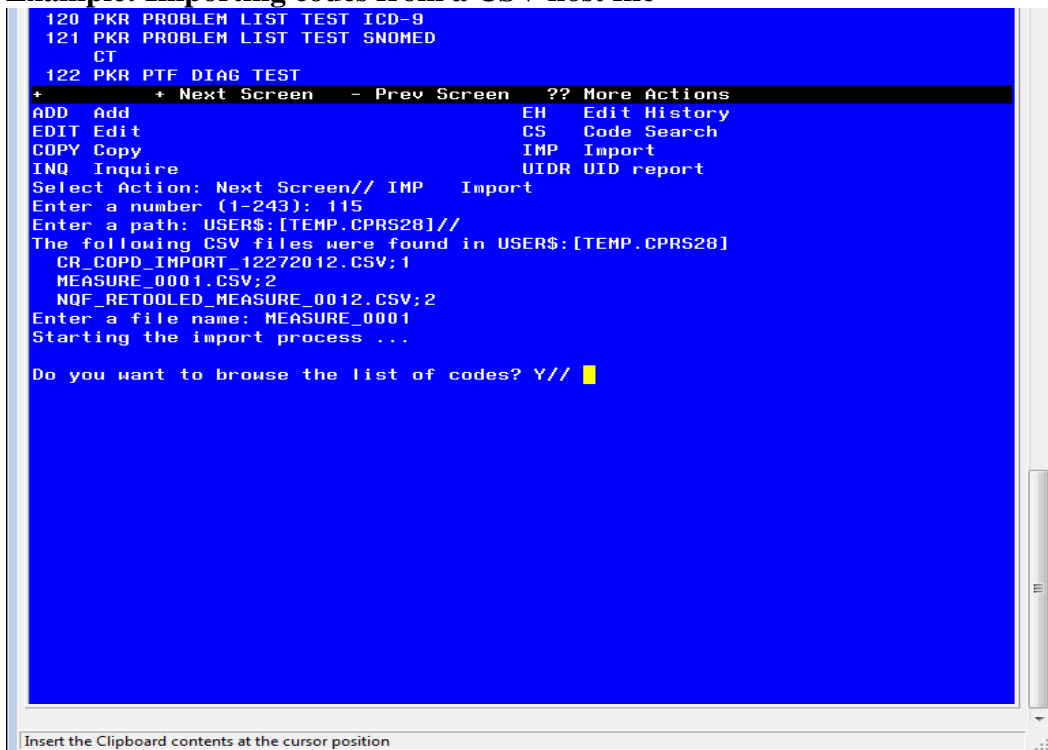 Example: Importing codes from a CSV host file
120 PKR PROBLEM LIST TEST ICD-9
121 PKR PROBLEM LIST TEST SNOMED
CT
122 PKR PTF DIAG TEST
+ + Next Screen - Prev Screen ?? More Actions
ADD Add EH Edit History
EDIT Edit CS Code Search
COPY Copy IMP Import
INQ Inquire UIDR UID report
Select Action: Next Screen// IMP Import
Enter a number (1-243): 115
Enter a path: USER$:[TEMP.CPRS28]//
The following CSV files were found in USER$:[TEMP.CPRS28]
CR_COPD_IMPORT_12272012.CSV;1
MEASURE_0001.CSV;2
NQF_RETOOLED_MEASURE_0012.CSV;2
Enter a file name: MEASURE_0001
Starting the import process ...
Do you want to browse the list of codes? Y//
Insert the Clipboard contents at the cursor position